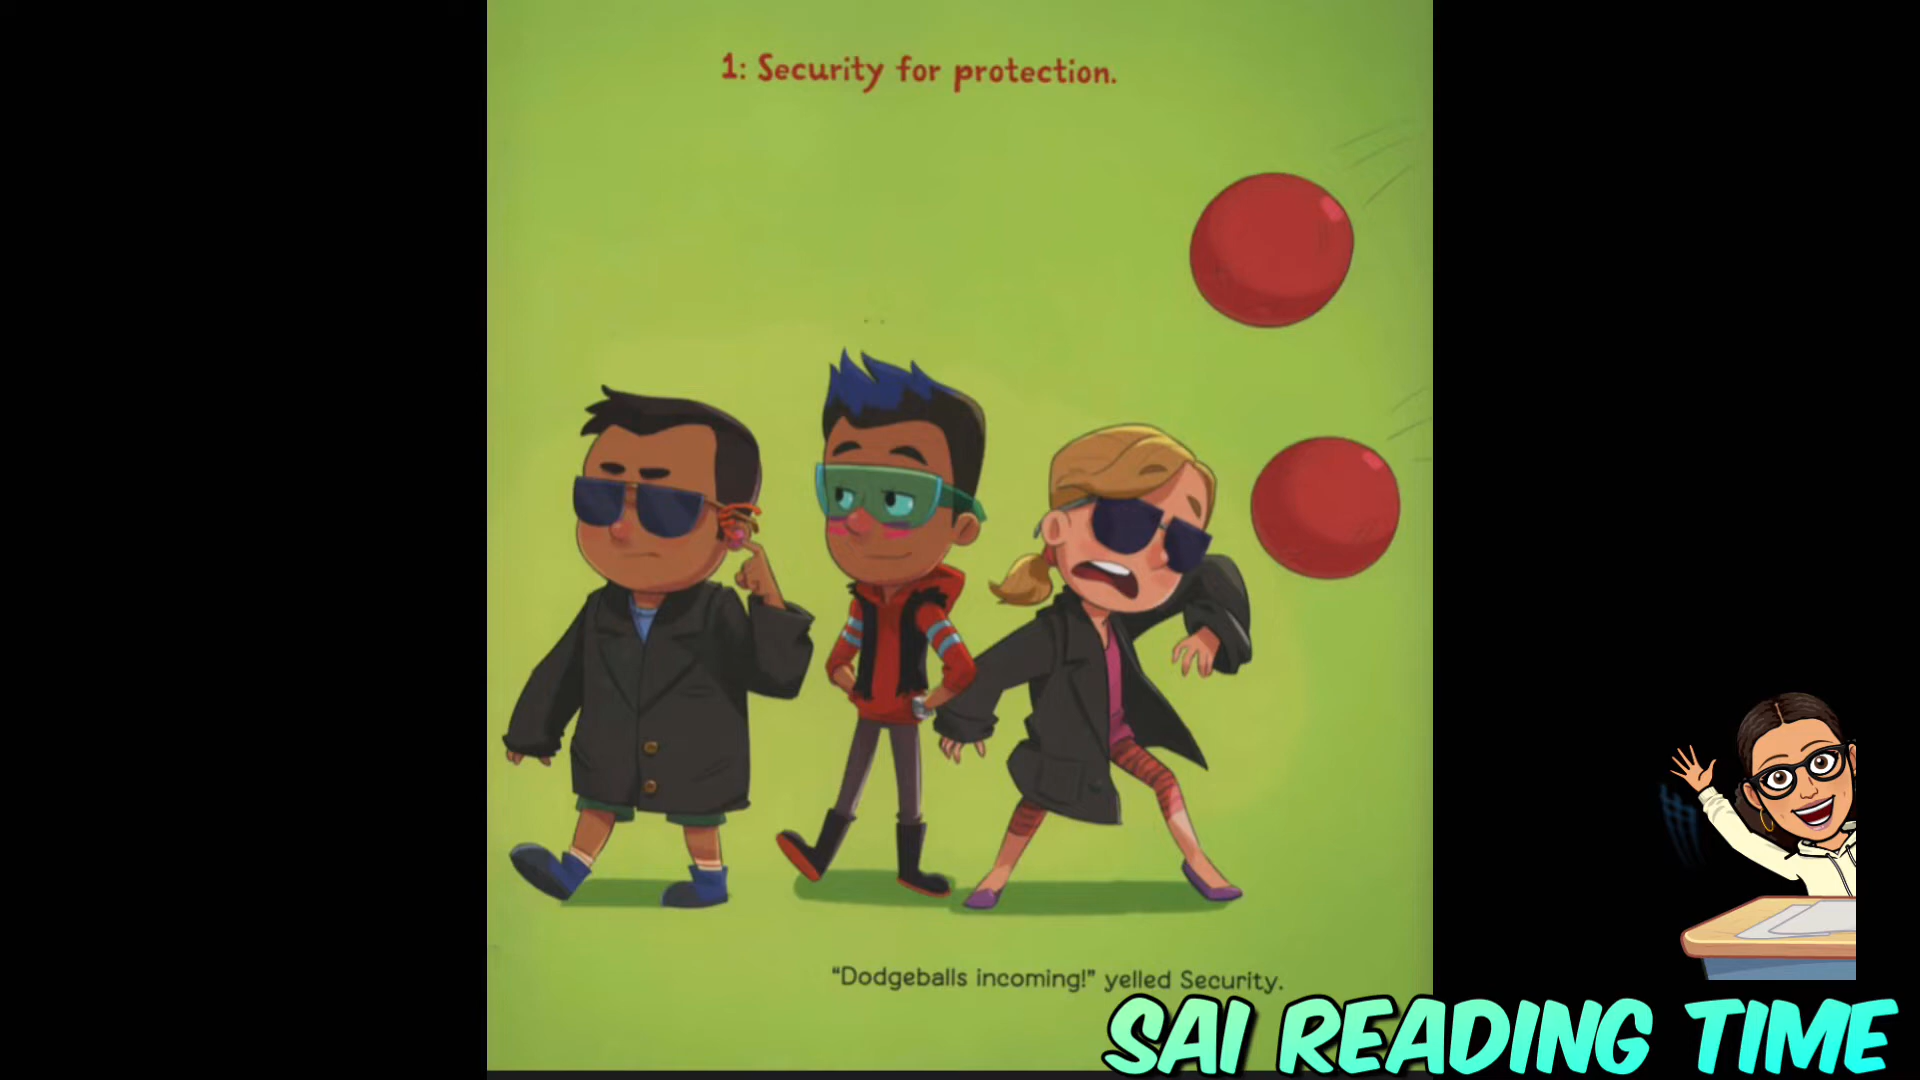 1: Security for protection.
“Dodgeballs incoming!” yelled Security.
SAI READING TIME